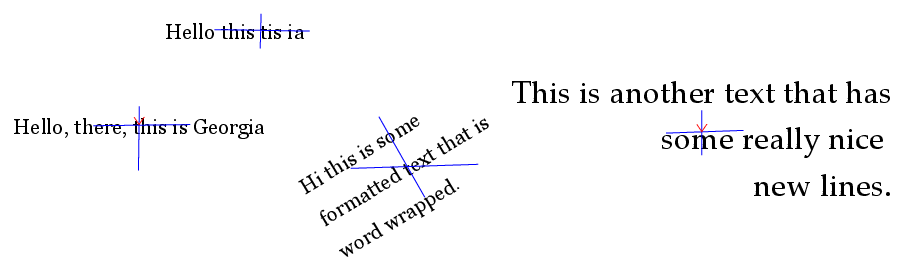 Hello this tis ia
Hello, there, this is Georgia
Hi this is some
formatted text that is
word wrapped.
This is another text that has
some really nice
new lines.